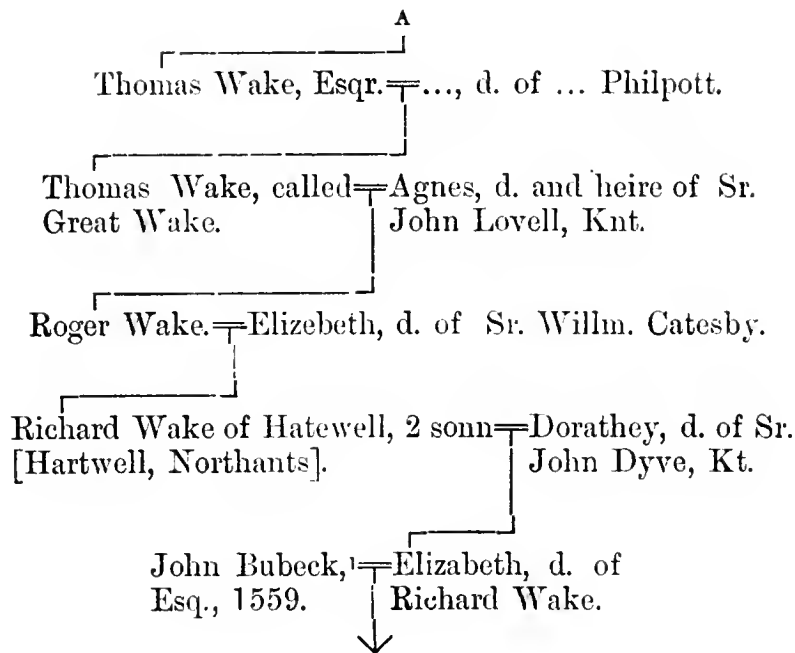 A
Thomas Wake, Esqr.=..., d. of ... Philpott.
Thomas Wake, called=Agnes, d. and heire of Sr.
Great Wake. John Lovell, Knt.
Roger Wake.=Elizebeth, d. of Sr. Willm. Catesby.
Richard Wake of Hatewell, 2 sonn=Dorathey, d. of Sr.
[Hartwell, Northants]. John Dyve, Kt.
John Bubeck,¹=Elizabeth, d. of
Esq., 1559. Richard Wake.